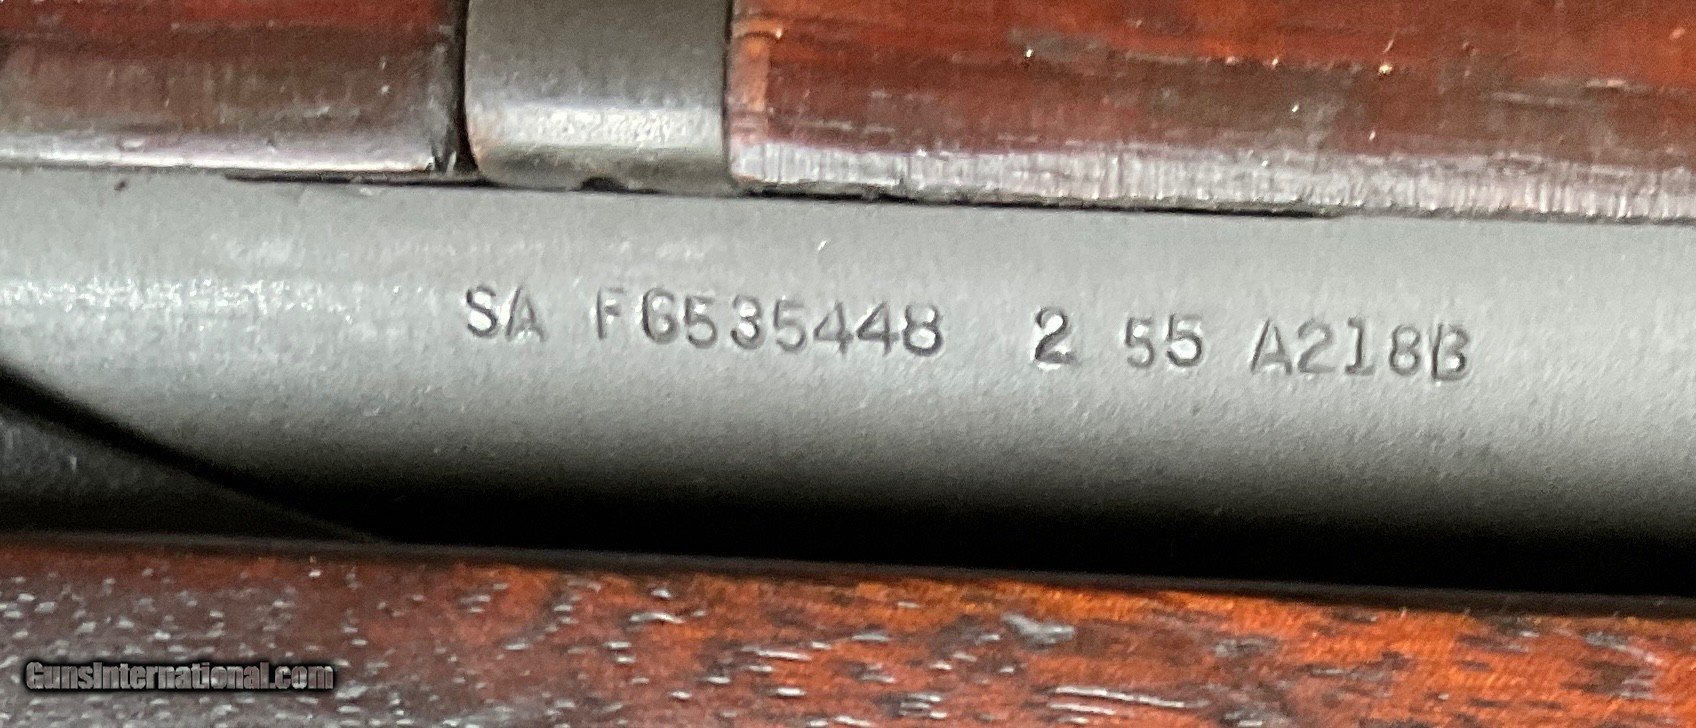 SA F6535448 2 55 A218B
GunsInternational.com